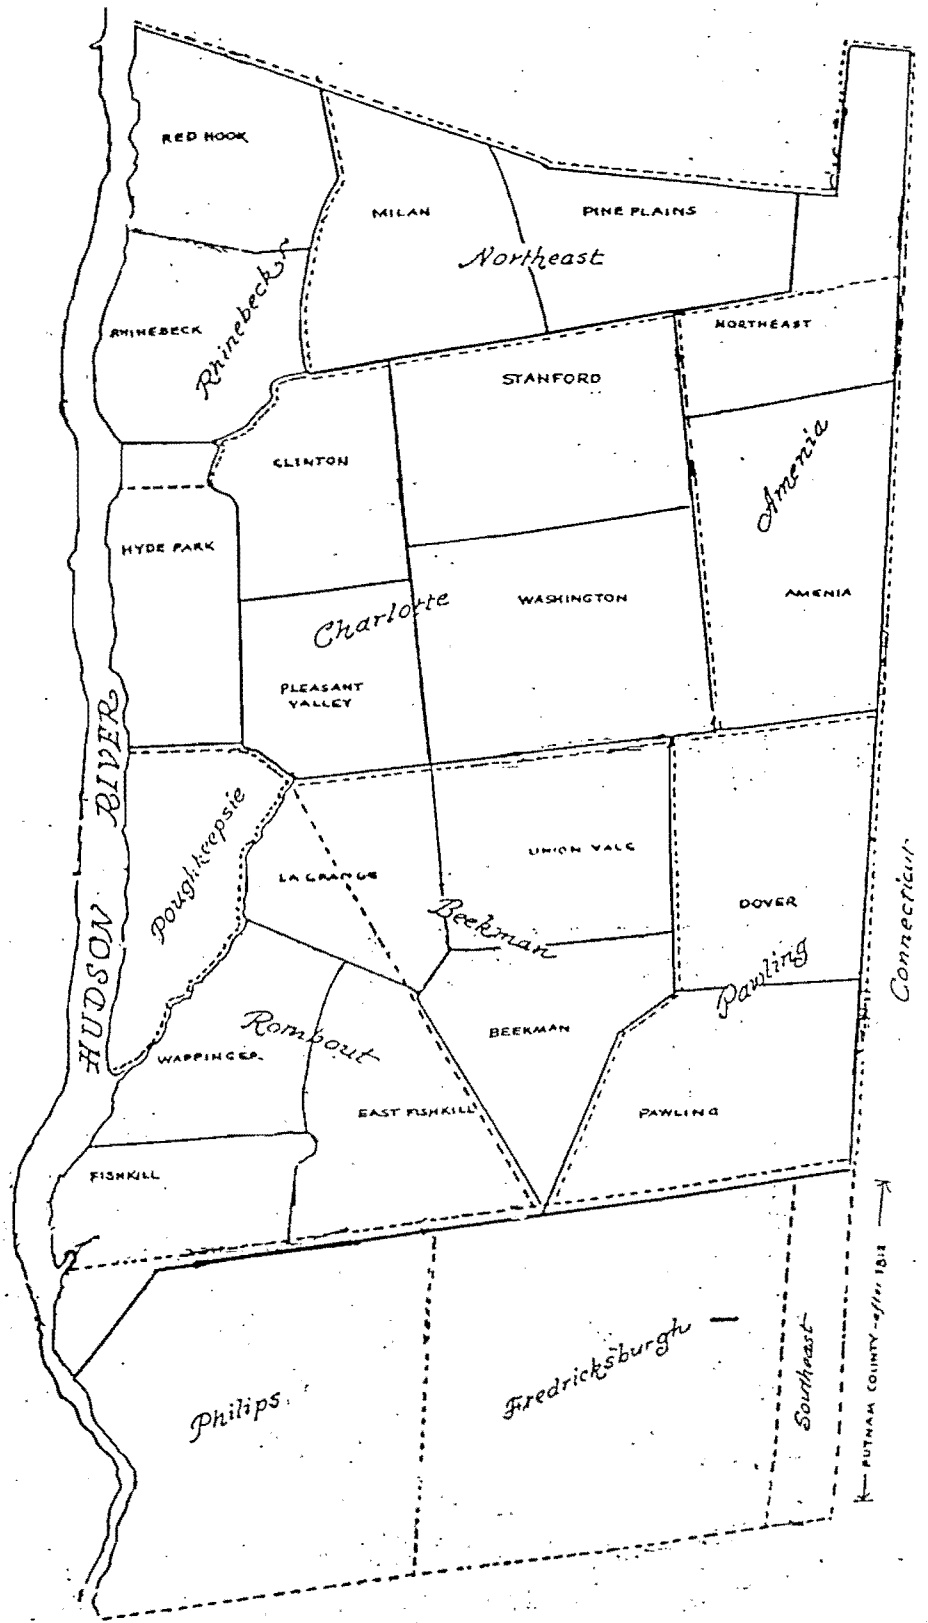 RED HOOK
MILAN
PINE PLAINS
Northeast
Rhinebeck
RHINEBECK
NORTHEAST
STANFORD
CLINTON
Amenia
HYDE PARK
WASHINGTON
AMENIA
Charlotte
PLEASANT
VALLEY
HUDSON RIVER
Poughkeepsie
UNION VALE
LA GRANGE
DOVER
Beekman
Connecticut
Pawling
Rombout
BEEKMAN
WAPPINGER
EAST FISHKILL
PAWLING
FISHKILL
PUTNAM COUNTY-after 1812
Southeast
Fredricksburgh
Philips